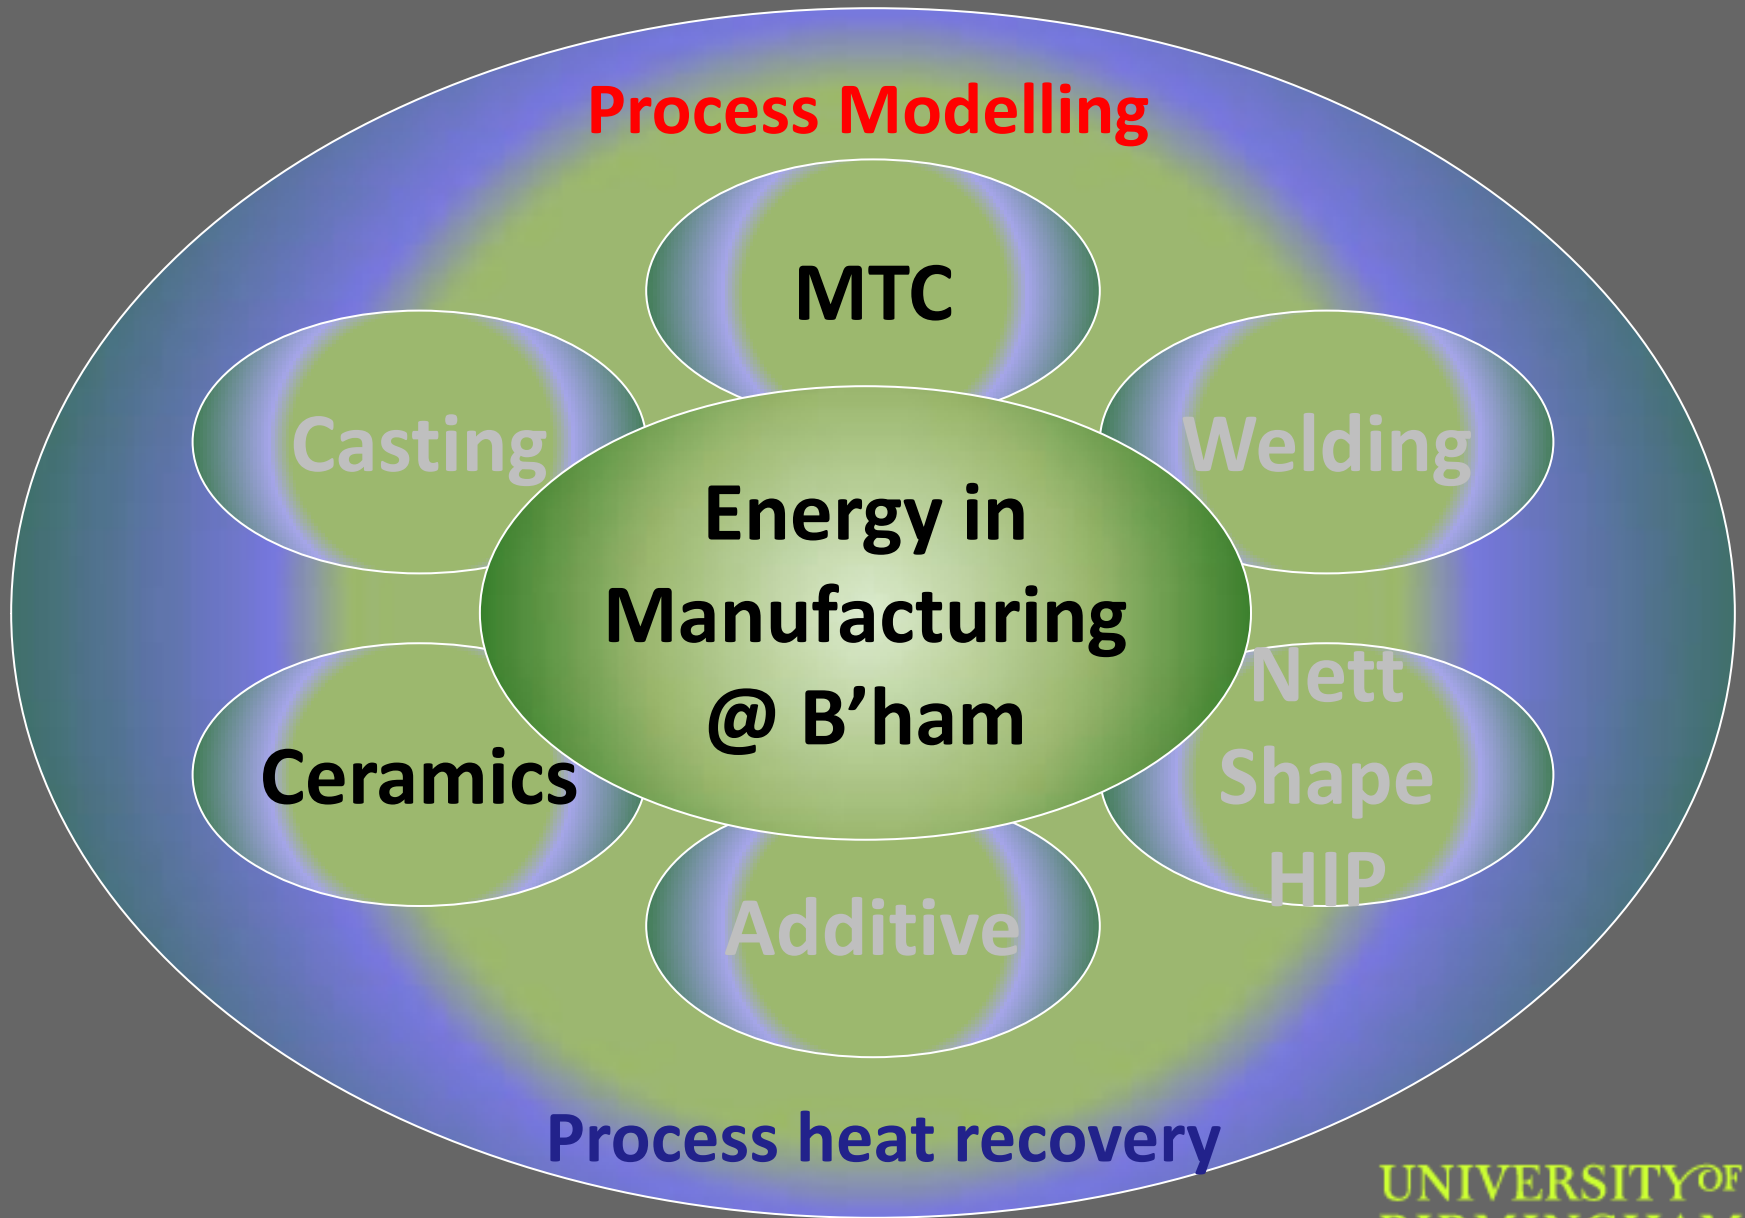 Process Modelling
MTC
Casting
Welding
Energy in
Manufacturing
@ B’ham
Nett
Shape
HIP
Ceramics
Additive
Process heat recovery
UNIVERSITY OF
BIRMINGHAM